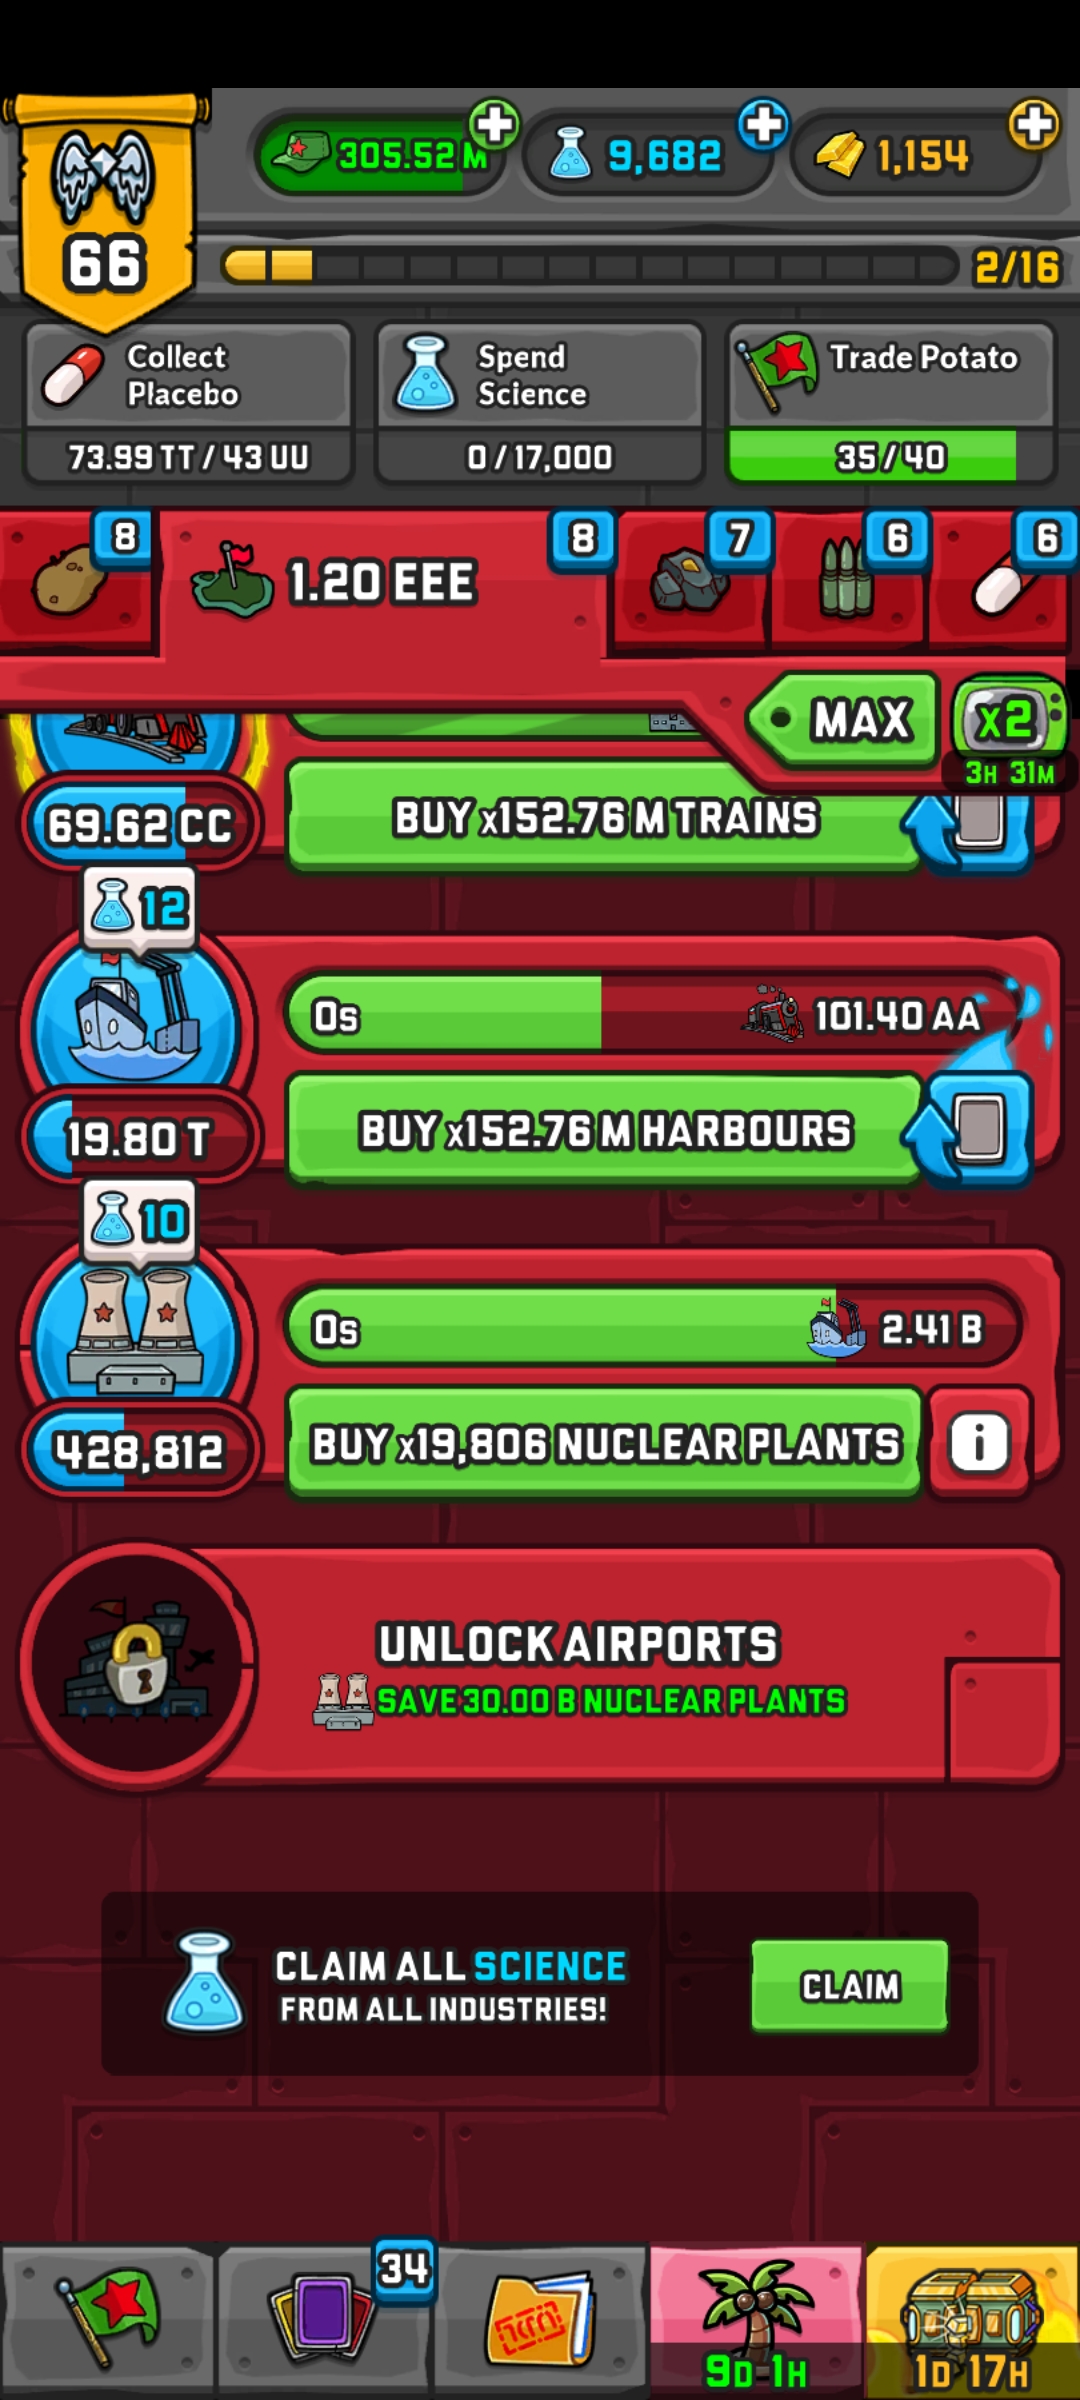 305.52 M
9,682
1,154
66
2/16
Collect
Placebo
73.99 TT / 43 UU
Spend
Science
0 / 17,000
Trade Potato
35 / 40
8
1.20 EEE
8
7
6
6
MAX
x2
3H 31M
69.62 CC
BUY x152.76 M TRAINS
12
0s
101.40 AA
19.80 T
BUY x152.76 M HARBOURS
10
0s
2.41 B
428,812
BUY x19,806 NUCLEAR PLANTS
i
UNLOCK AIRPORTS
SAVE 30.00 B NUCLEAR PLANTS
CLAIM ALL SCIENCE
FROM ALL INDUSTRIES!
CLAIM
34
9D 1H
1D 17H